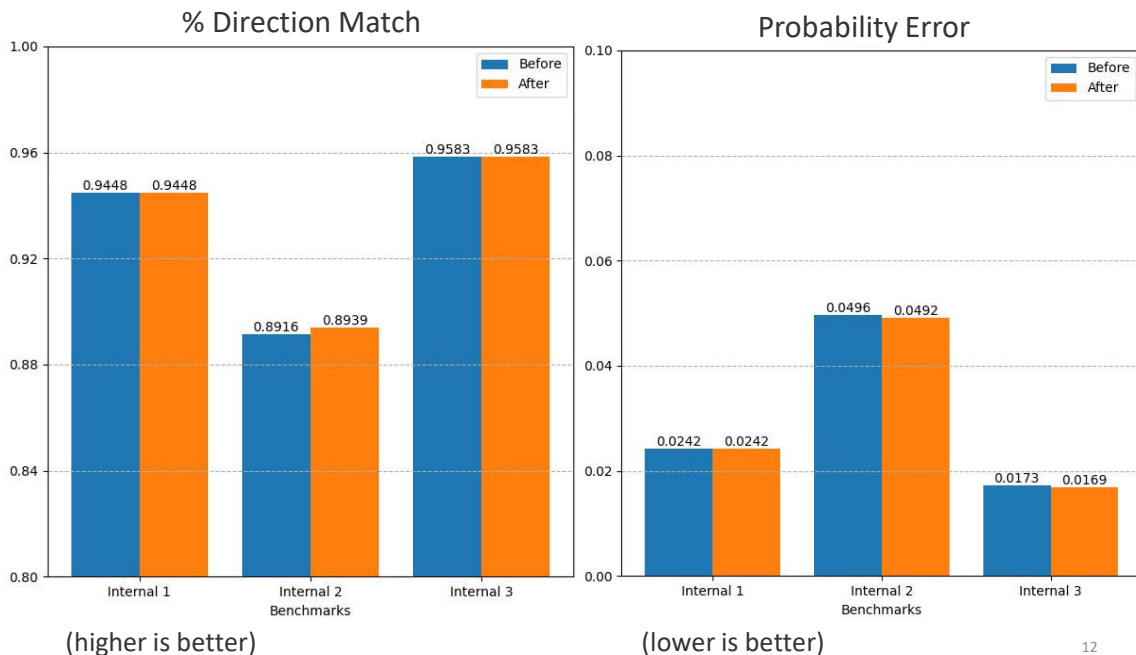 % Direction Match
1.00
0.96
0.92
0.88
0.84
0.80
Before
After
0.9448
0.9448
0.8916
0.8939
0.9583
0.9583
Internal 1
Internal 2
Internal 3
Benchmarks
(higher is better)
Probability Error
0.10
0.08
0.06
0.04
0.02
0.00
Before
After
0.0242
0.0242
0.0496
0.0492
0.0173
0.0169
Internal 1
Internal 2
Internal 3
Benchmarks
(lower is better)
12